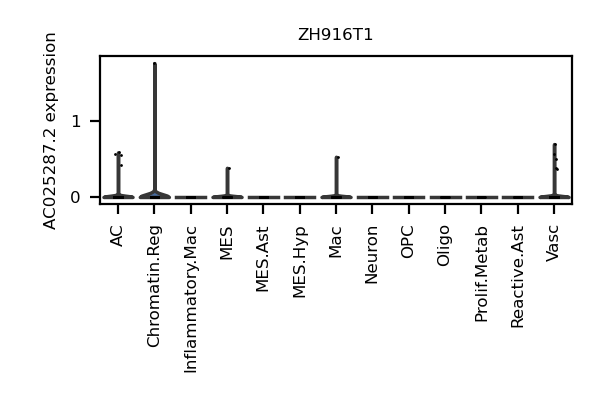 ZH916T1
AC025287.2 expression
1
0
AC
Chromatin.Reg
Inflammatory.Mac
MES
MES.Ast
MES.Hyp
Mac
Neuron
OPC
Oligo
Prolif.Metab
Reactive.Ast
Vasc